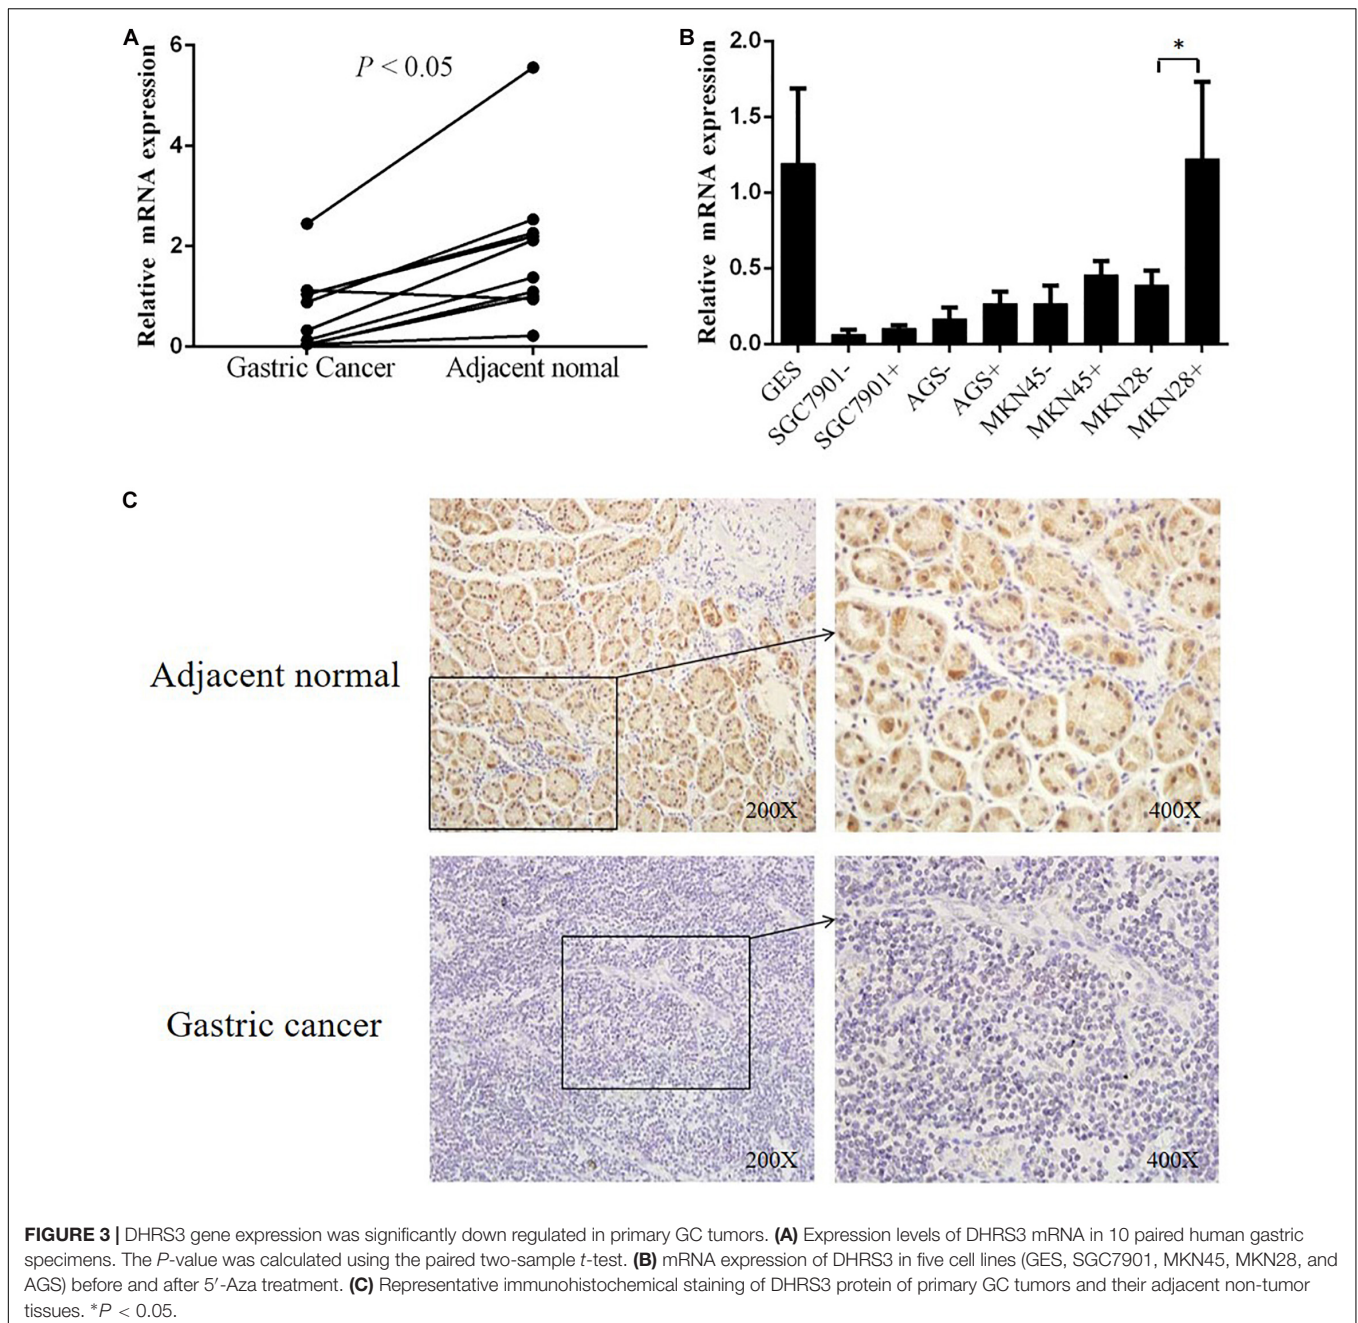 A
6
4
2
0
Relative mRNA expression
P < 0.05
Gastric Cancer
Adjacent nomal
B
2.0
1.5
1.0
0.5
0.0
Relative mRNA expression
*
GES
SGC7901-
SGC7901+
AGS-
AGS+
MKN45-
MKN45+
MKN28-
MKN28+
C
Adjacent normal
200X
400X
Gastric cancer
200X
400X
FIGURE 3 | DHRS3 gene expression was significantly down regulated in primary GC tumors. (A) Expression levels of DHRS3 mRNA in 10 paired human gastric
specimens. The P-value was calculated using the paired two-sample t-test. (B) mRNA expression of DHRS3 in five cell lines (GES, SGC7901, MKN45, MKN28, and
AGS) before and after 5′-Aza treatment. (C) Representative immunohistochemical staining of DHRS3 protein of primary GC tumors and their adjacent non-tumor
tissues. *P < 0.05.